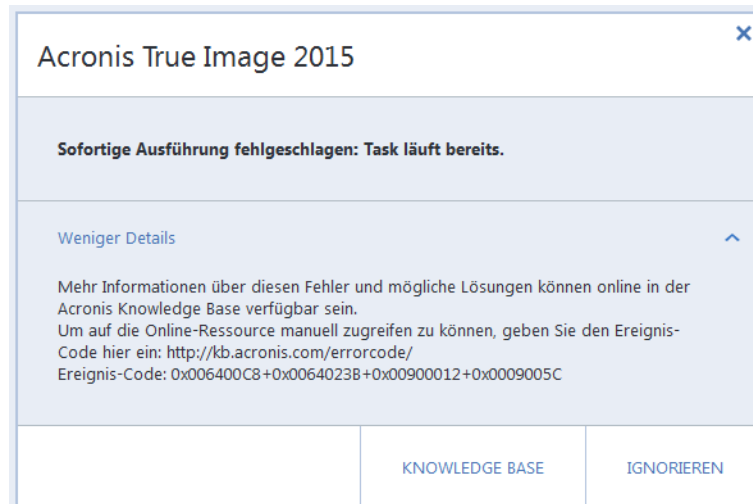 Acronis True Image 2015
Sofortige Ausführung fehlgeschlagen: Task läuft bereits.
Weniger Details
Mehr Informationen über diesen Fehler und mögliche Lösungen können online in der
Acronis Knowledge Base verfügbar sein.
Um auf die Online-Ressource manuell zugreifen zu können, geben Sie den Ereignis-
Code hier ein: http://kb.acronis.com/errorcode/
Ereignis-Code: 0x006400C8+0x0064023B+0x00900012+0x0009005C
KNOWLEDGE BASE
IGNORIEREN